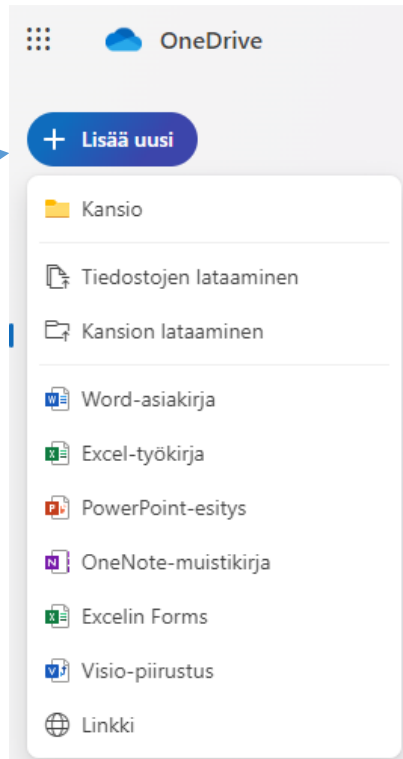 OneDrive
+ Lisää uusi
Kansio
Tiedostojen lataaminen
Kansion lataaminen
Word-asiakirja
Excel-työkirja
PowerPoint-esitys
OneNote-muistikirja
Excelin Forms
Visio-piirustus
Linkki